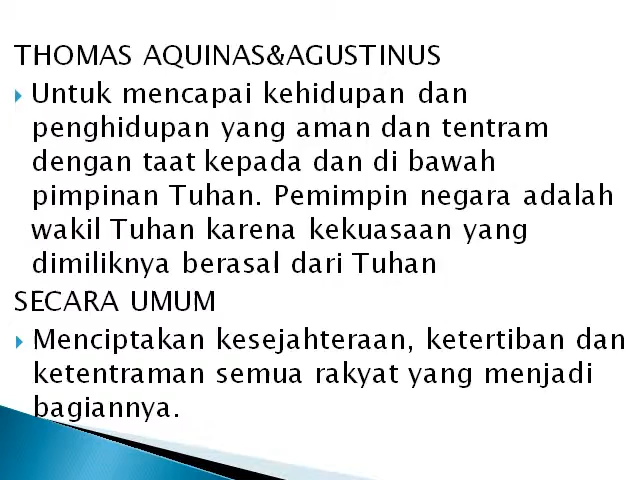 THOMAS AQUINAS&AGUSTINUS
Untuk mencapai kehidupan dan
penghidupan yang aman dan tentram
dengan taat kepada dan di bawah
pimpinan Tuhan. Pemimpin negara adalah
wakil Tuhan karena kekuasaan yang
dimiliknya berasal dari Tuhan
SECARA UMUM
Menciptakan kesejahteraan, ketertiban dan
ketentraman semua rakyat yang menjadi
bagiannya.